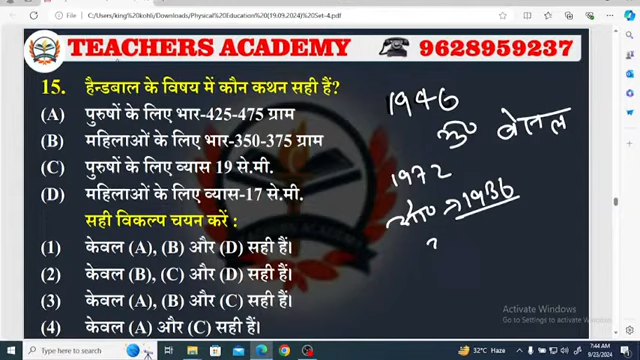 C:/Users/king%20kohli/Downloads/Physical%20Education%20(19.09.2024)%20Set-4.pdf
TEACHERS ACADEMY 9628959237
15. हैन्डबाल के विषय में कौन कथन सही हैं?
(A) पुरुषों के लिए भार-425-475 ग्राम
(B) महिलाओं के लिए भार-350-375 ग्राम
(C) पुरुषों के लिए व्यास 19 से.मी.
(D) महिलाओं के लिए व्यास-17 से.मी.
सही विकल्प चयन करें:
(1) केवल (A), (B) और (D) सही हैं।
(2) केवल (B), (C) और (D) सही हैं।
(3) केवल (A), (B) और (C) सही हैं।
(4) केवल (A) और (C) सही हैं।
1946
1972
1936
Activate Windows
Go to Settings to activate Windows.
Type here to search
32°C Haze
7:44 AM
9/23/2024